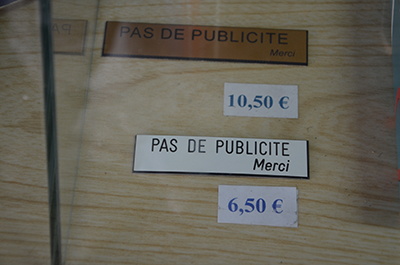 PAS DE PUBLICITE
Merci
10,50 €
PAS DE PUBLICITE
Merci
6,50 €